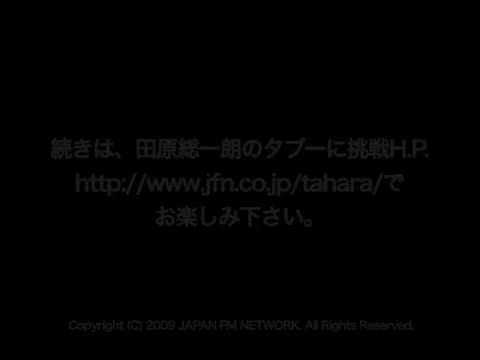 続きは、田原総一朗のタブーに挑戦H.P.
http://www.jfn.co.jp/tahara/で
お楽しみ下さい。
Copyright (C) 2009 JAPAN FM NETWORK. All Rights Reserved.